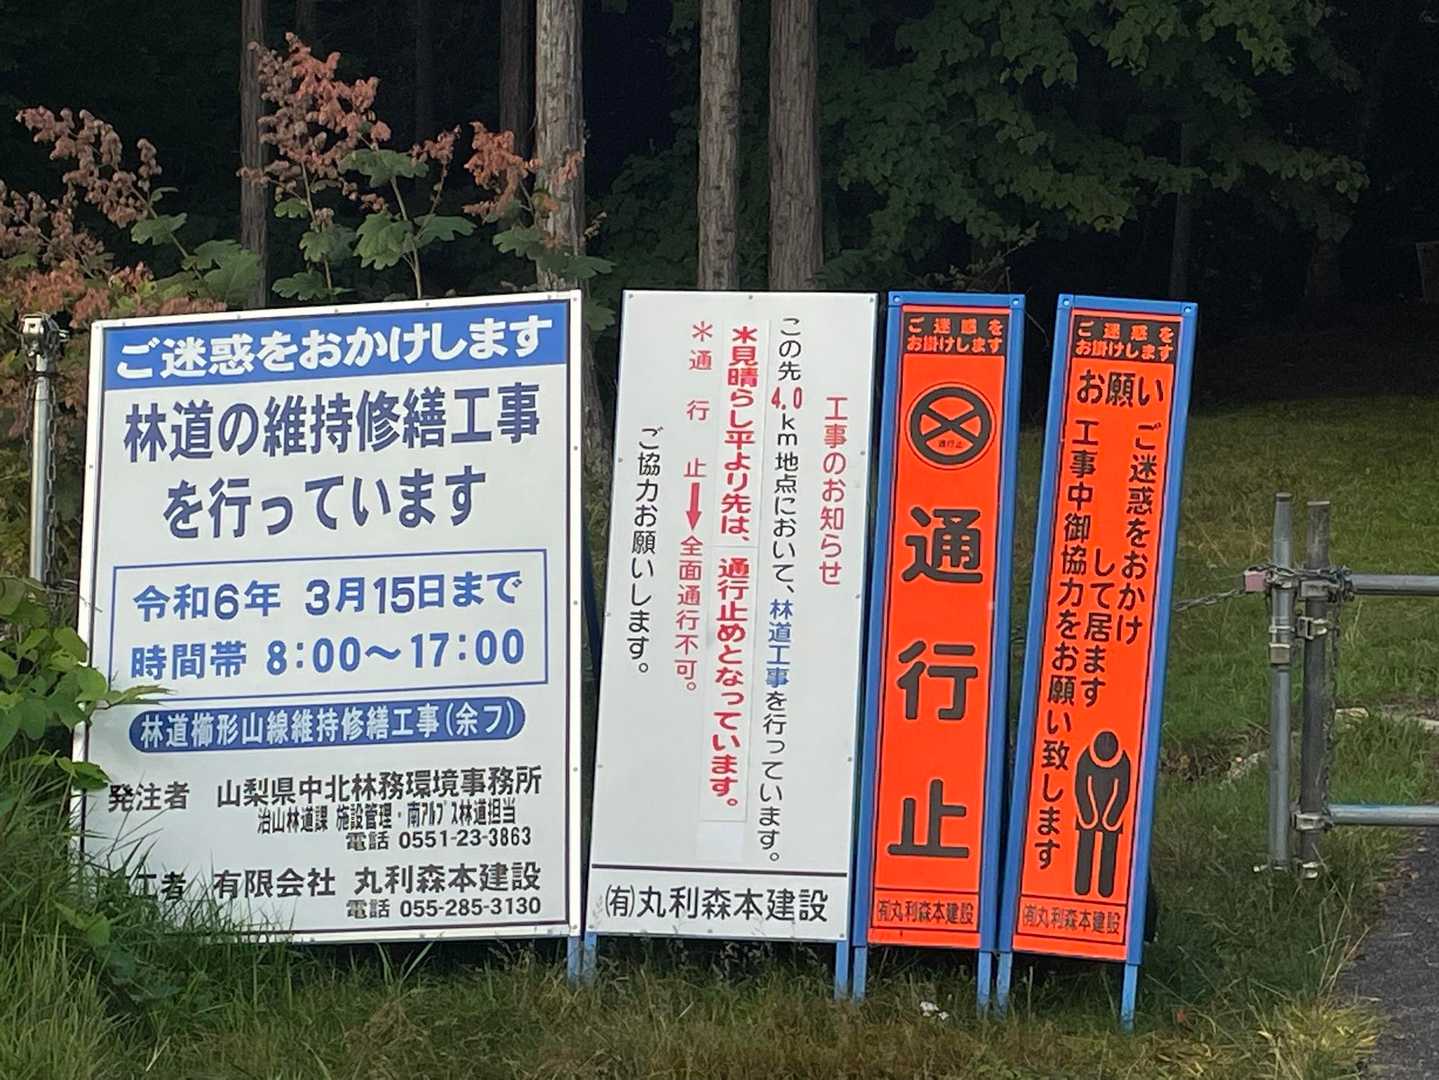 ご迷惑をおかけします
林道の維持修繕工事
を行っています
令和6年 3月15日まで
時間帯 8:00〜17:00
林道櫛形山線維持修繕工事(余フ)
発注者 山梨県中北林務環境事務所
治山林道課 施設管理・南ｱﾙﾌﾟｽ林道担当
電話 0551-23-3863
工者 有限会社 丸利森本建設
電話 055-285-3130
工事のお知らせ
この先4.0km地点において、林道工事を行っています。
＊見晴らし平より先は、通行止めとなっています。
＊通行止→全面通行不可。
ご協力お願いします。
(有)丸利森本建設
ご迷惑を
お掛けします
通行止
通行止
㈲丸利森本建設
ご迷惑を
お掛けします
お願い
ご迷惑をおかけ
して居ます
工事中御協力をお願い致します
㈲丸利森本建設